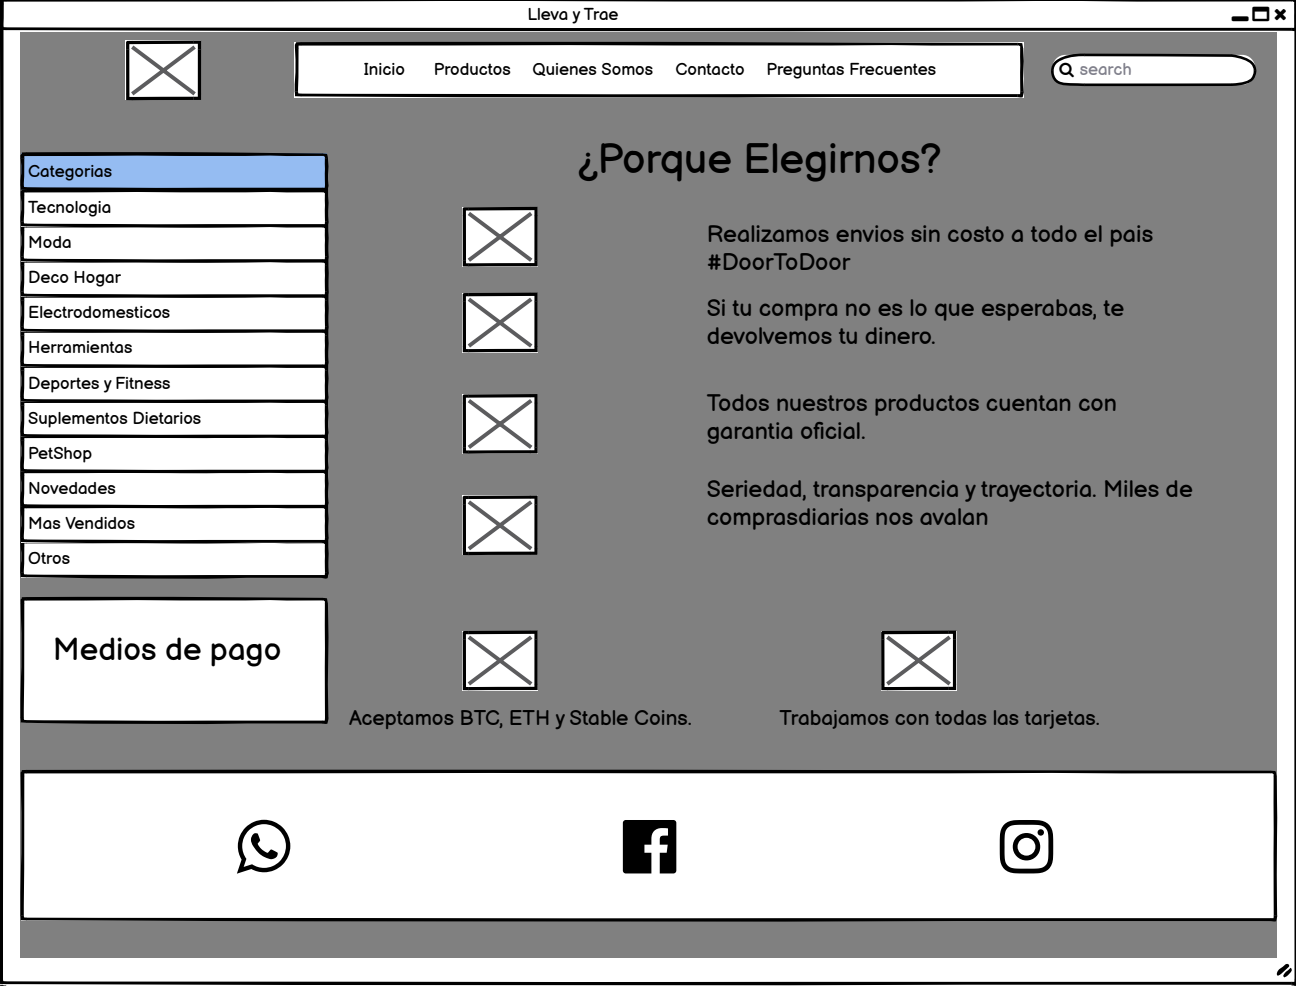 Lleva y Trae
Inicio Productos Quienes Somos Contacto Preguntas Frecuentes
search
¿Porque Elegirnos?
Categorias
Tecnologia
Moda
Deco Hogar
Electrodomesticos
Herramientas
Deportes y Fitness
Suplementos Dietarios
PetShop
Novedades
Mas Vendidos
Otros
Realizamos envios sin costo a todo el pais
#DoorToDoor
Si tu compra no es lo que esperabas, te
devolvemos tu dinero.
Todos nuestros productos cuentan con
garantia oficial.
Seriedad, transparencia y trayectoria. Miles de
comprasdiarias nos avalan
Medios de pago
Aceptamos BTC, ETH y Stable Coins.
Trabajamos con todas las tarjetas.